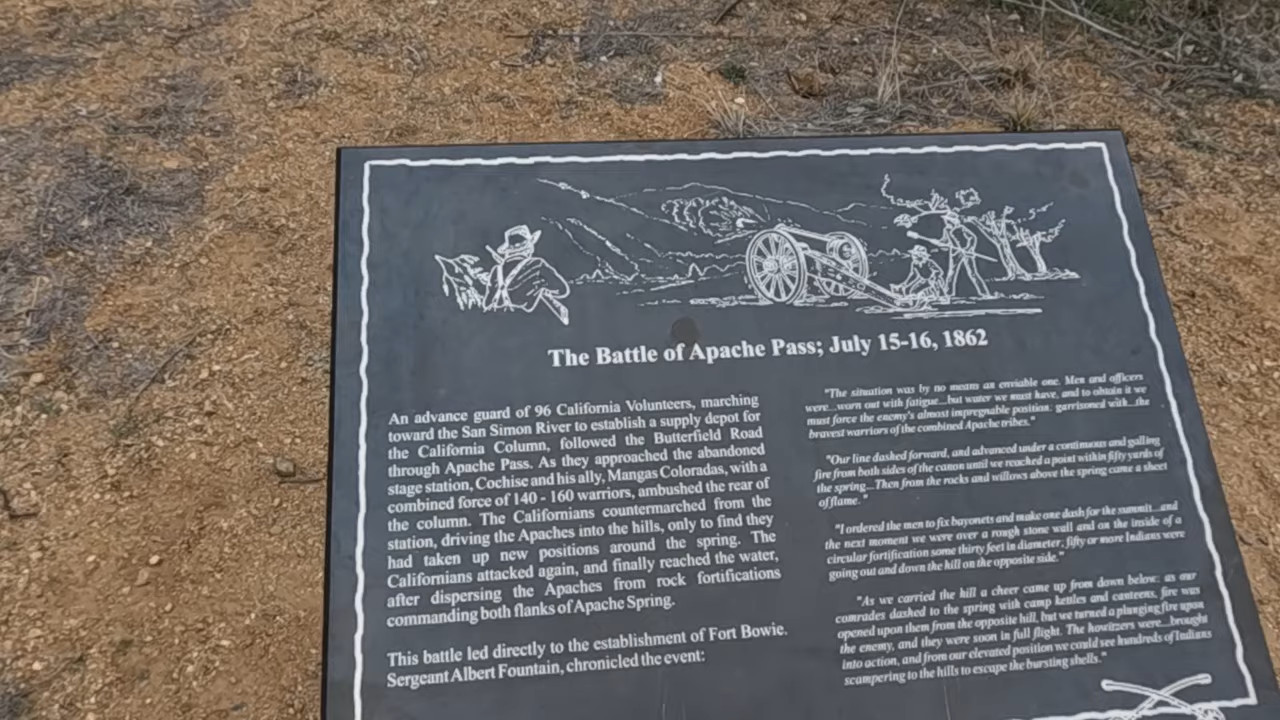 The Battle of Apache Pass; July 15-16, 1862
An advance guard of 96 California Volunteers, marching
toward the San Simon River to establish a supply depot for
the California Column, followed the Butterfield Road
through Apache Pass. As they approached the abandoned
stage station, Cochise and his ally, Mangas Coloradas, with a
combined force of 140 - 160 warriors, ambushed the rear of
the column. The Californians countermarched from the
station, driving the Apaches into the hills, only to find they
had taken up new positions around the spring. The
Californians attacked again, and finally reached the water,
after dispersing the Apaches from rock fortifications
commanding both flanks of Apache Spring.
This battle led directly to the establishment of Fort Bowie.
Sergeant Albert Fountain, chronicled the event:
"The situation was by no means an enviable one. Men and officers
were...worn out with fatigue...but water we must have, and to obtain it we
must force the enemy's almost impregnable position. garrisoned with...the
bravest warriors of the combined Apache tribes."
"Our line dashed forward, and advanced under a continuous and galling
fire from both sides of the canon until we reached a point within fifty yards of
the spring...Then from the rocks and willows above the spring came a sheet
of flame."
"I ordered the men to fix bayonets and make one dash for the summit...and
the next moment we were over a rough stone wall and on the inside of a
circular fortification some thirty feet in diameter; fifty or more Indians were
going out and down the hill on the opposite side."
"As we carried the hill a cheer came up from down below: as our
comrades dashed to the spring with camp kettles and canteens, fire was
opened upon them from the opposite hill, but we turned a plunging fire upon
the enemy, and they were soon in full flight. The howitzers were...brought
into action, and from our elevated position we could see hundreds of Indians
scampering to the hills to escape the bursting shells."